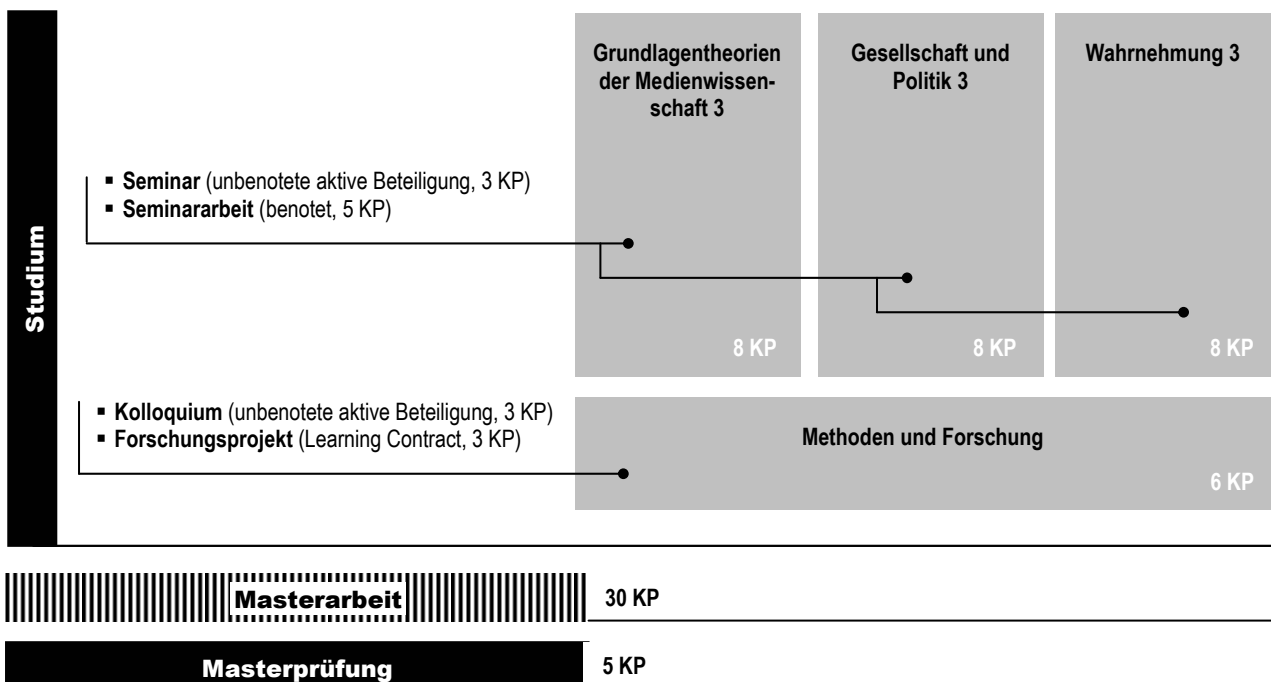 Grundlagentheorien
der Medienwissen-
schaft 3
Gesellschaft und
Politik 3
Wahrnehmung 3
▪ Seminar (unbenotete aktive Beteiligung, 3 KP)
▪ Seminararbeit (benotet, 5 KP)
Studium
8 KP
8 KP
8 KP
▪ Kolloquium (unbenotete aktive Beteiligung, 3 KP)
▪ Forschungsprojekt (Learning Contract, 3 KP)
Methoden und Forschung
6 KP
Masterarbeit
30 KP
Masterprüfung
5 KP